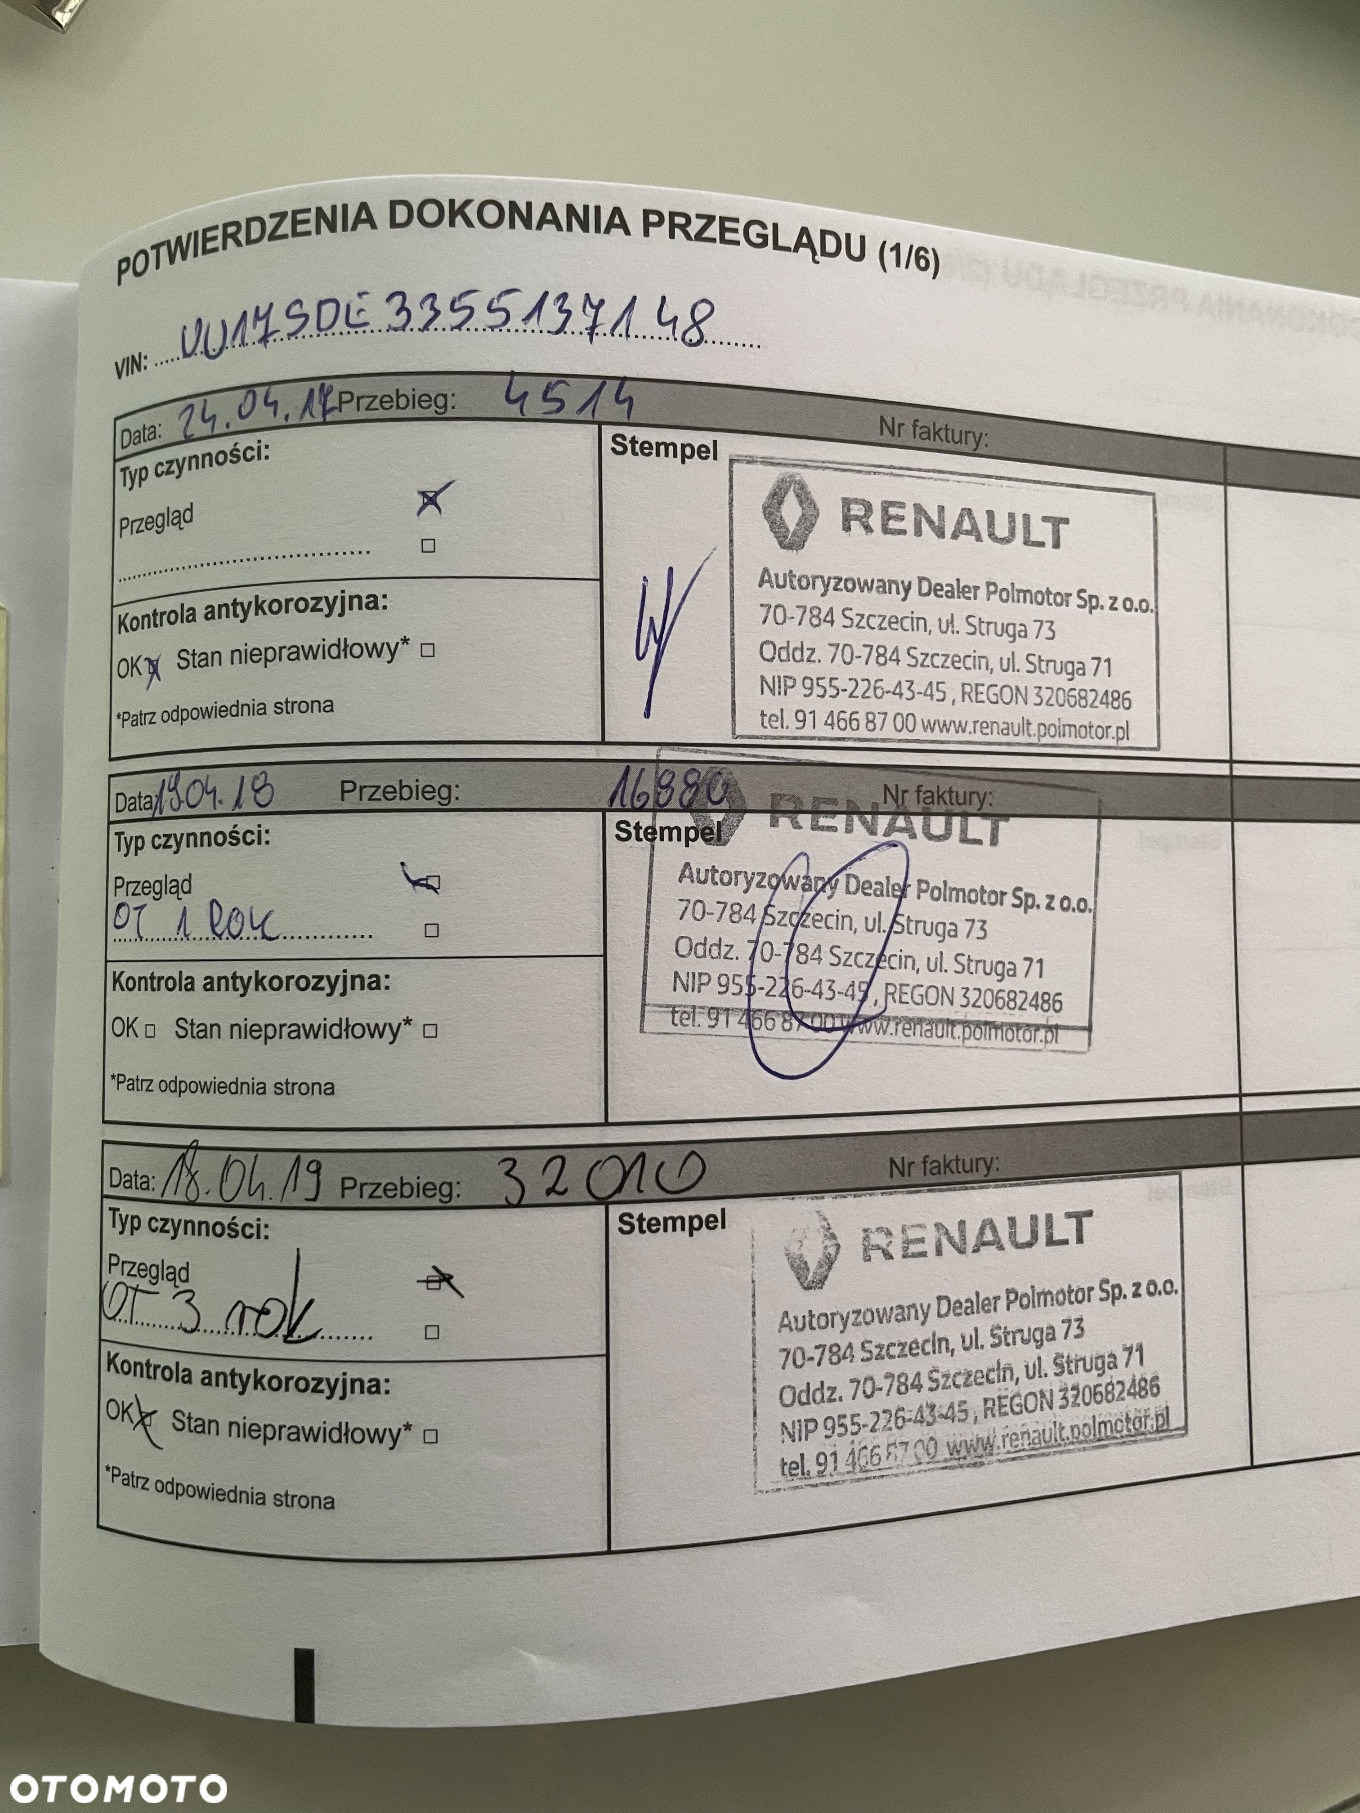 POTWIERDZENIA DOKONANIA PRZEGLĄDU (1/6)
VIN: UU17SDE3355137148
Data: 24.04.17 Przebieg: 4514 Nr faktury:
Typ czynności:
Przegląd
Kontrola antykorozyjna:
OK Stan nieprawidłowy*
*Patrz odpowiednia strona
Stempel
RENAULT
Autoryzowany Dealer Polmotor Sp. z o.o.
70-784 Szczecin, ul. Struga 73
Oddz. 70-784 Szczecin, ul. Struga 71
NIP 955-226-43-45, REGON 320682486
tel. 91 466 87 00 www.renault.polmotor.pl
Data: 19.04.18 Przebieg: 16880 Nr faktury:
Typ czynności:
Przegląd
OT 1 ROK
Kontrola antykorozyjna:
OK Stan nieprawidłowy*
*Patrz odpowiednia strona
Stempel
RENAULT
Autoryzowany Dealer Polmotor Sp. z o.o.
70-784 Szczecin, ul. Struga 73
Oddz. 70-784 Szczecin, ul. Struga 71
NIP 955-226-43-45, REGON 320682486
tel. 91 466 87 00 www.renault.polmotor.pl
Data: 18.04.19 Przebieg: 32010 Nr faktury:
Typ czynności:
Przegląd
OT 3 rok
Kontrola antykorozyjna:
OK Stan nieprawidłowy*
*Patrz odpowiednia strona
Stempel
RENAULT
Autoryzowany Dealer Polmotor Sp. z o.o.
70-784 Szczecin, ul. Struga 73
Oddz. 70-784 Szczecin, ul. Struga 71
NIP 955-226-43-45, REGON 320682486
tel. 91 466 87 00 www.renault.polmotor.pl
OTOMOTO